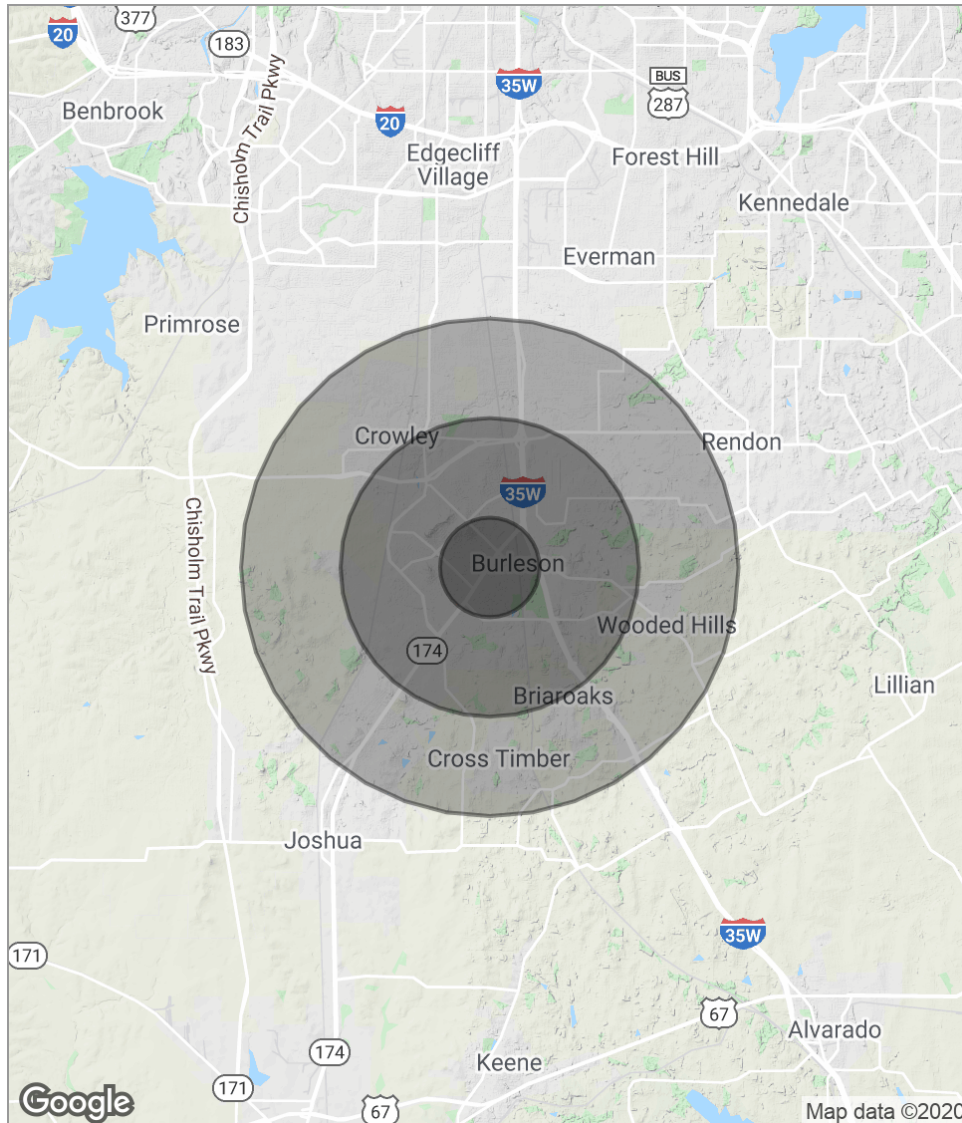 377
20
183
35W
BUS
287
Benbrook
Chisholm Trail Pkwy
20
Edgecliff
Village
Forest Hill
Kennedale
Everman
Primrose
Crowley
Rendon
35W
Chisholm Trail Pkwy
Burleson
174
Wooded Hills
Lillian
Briaroaks
Cross Timber
Joshua
35W
171
67
Alvarado
174
Keene
171
67
Google
Map data ©2020